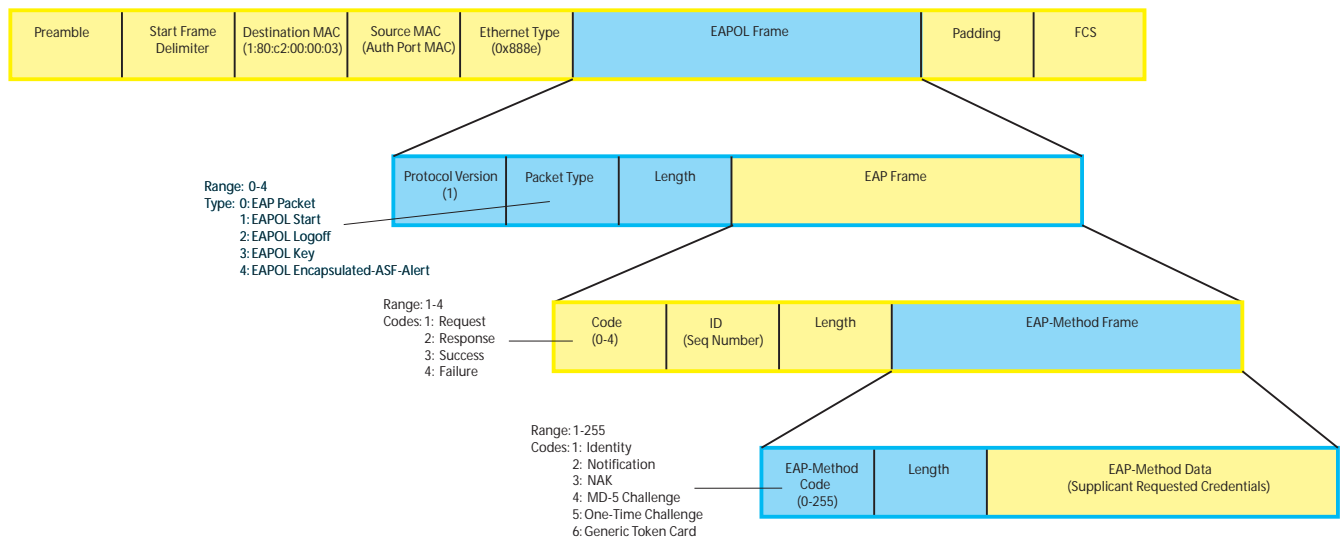 Preamble
Start Frame
Delimiter
Destination MAC
(1:80:c2:00:00:03)
Source MAC
(Auth Port MAC)
Ethernet Type
(0x888e)
EAPOL Frame
Padding
FCS
Protocol Version
(1)
Packet Type
Length
EAP Frame
Range: 0-4
Type: 0: EAP Packet
1: EAPOL Start
2: EAPOL Logoff
3: EAPOL Key
4: EAPOL Encapsulated-ASF-Alert
Range: 1-4
Codes: 1: Request
2: Response
3: Success
4: Failure
Code
(0-4)
ID
(Seq Number)
Length
EAP-Method Frame
Range: 1-255
Codes: 1: Identity
2: Notification
3: NAK
4: MD-5 Challenge
5: One-Time Challenge
6: Generic Token Card
EAP-Method
Code
(0-255)
Length
EAP-Method Data
(Supplicant Requested Credentials)